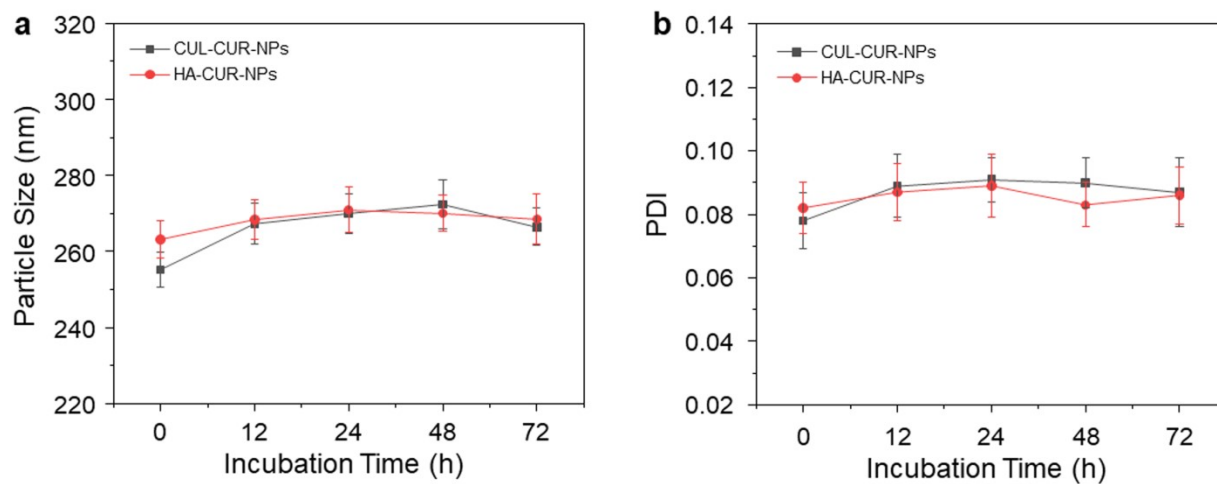 a
CUL-CUR-NPs
HA-CUR-NPs
320
300
280
260
240
220
Particle Size (nm)
0 12 24 48 72
Incubation Time (h)
b
CUL-CUR-NPs
HA-CUR-NPs
0.14
0.12
0.10
0.08
0.06
0.04
0.02
PDI
0 12 24 48 72
Incubation Time (h)